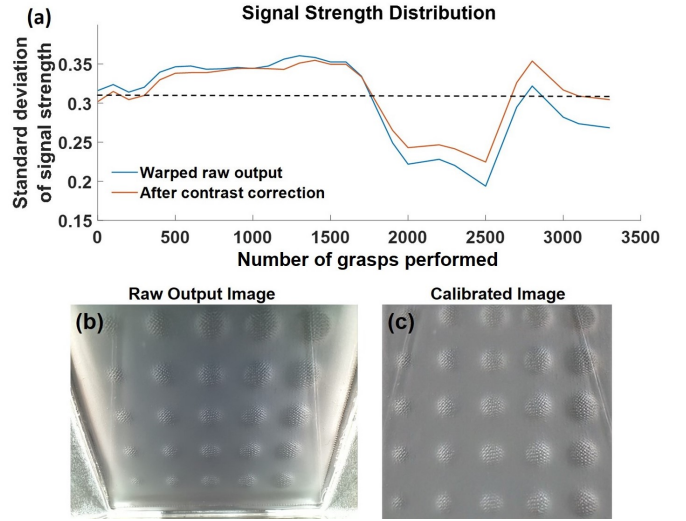 (a)
Signal Strength Distribution
Standard deviation
of signal strength
0.35
0.3
0.25
0.2
0.15
Warped raw output
After contrast correction
0 500 1000 1500 2000 2500 3000 3500
Number of grasps performed
Raw Output Image
Calibrated Image
(b)
(c)